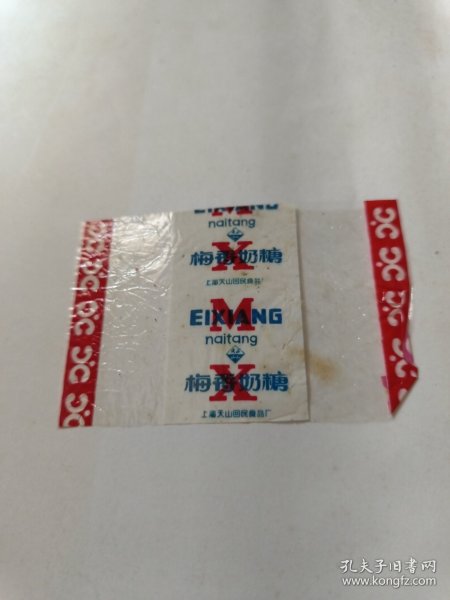 M
EIXIANG
naitang
X
梅香奶糖
上海天山回民食品厂
M
EIXIANG
naitang
X
梅香奶糖
上海天山回民食品厂
孔夫子旧书网
www.kongfz.com